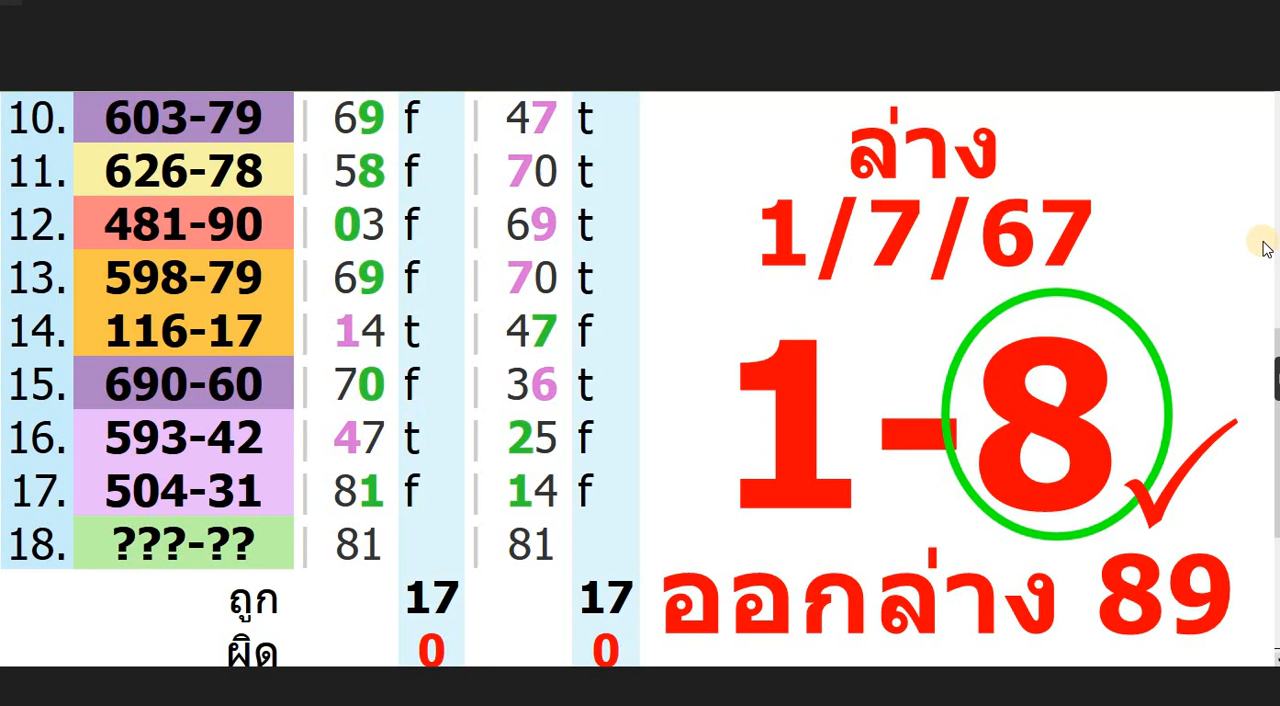 10. 603-79 | 69 f | 47 t
11. 626-78 | 58 f | 70 t
12. 481-90 | 03 f | 69 t
13. 598-79 | 69 f | 70 t
14. 116-17 | 14 t | 47 f
15. 690-60 | 70 f | 36 t
16. 593-42 | 47 t | 25 f
17. 504-31 | 81 f | 14 f
18. ???-?? | 81 | 81
ถูก 17 17
ผิด 0 0
ล่าง
1/7/67
1-8
ออกล่าง 89